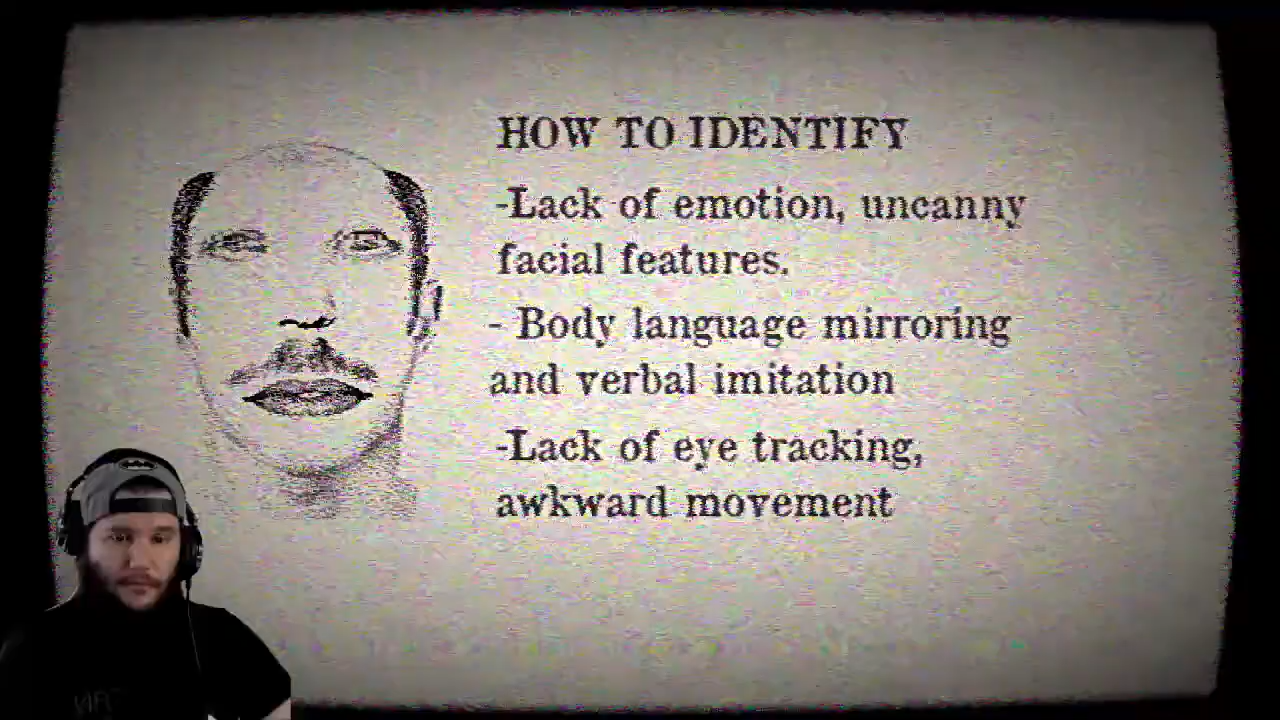 HOW TO IDENTIFY
-Lack of emotion, uncanny
facial features.
- Body language mirroring
and verbal imitation
-Lack of eye tracking,
awkward movement